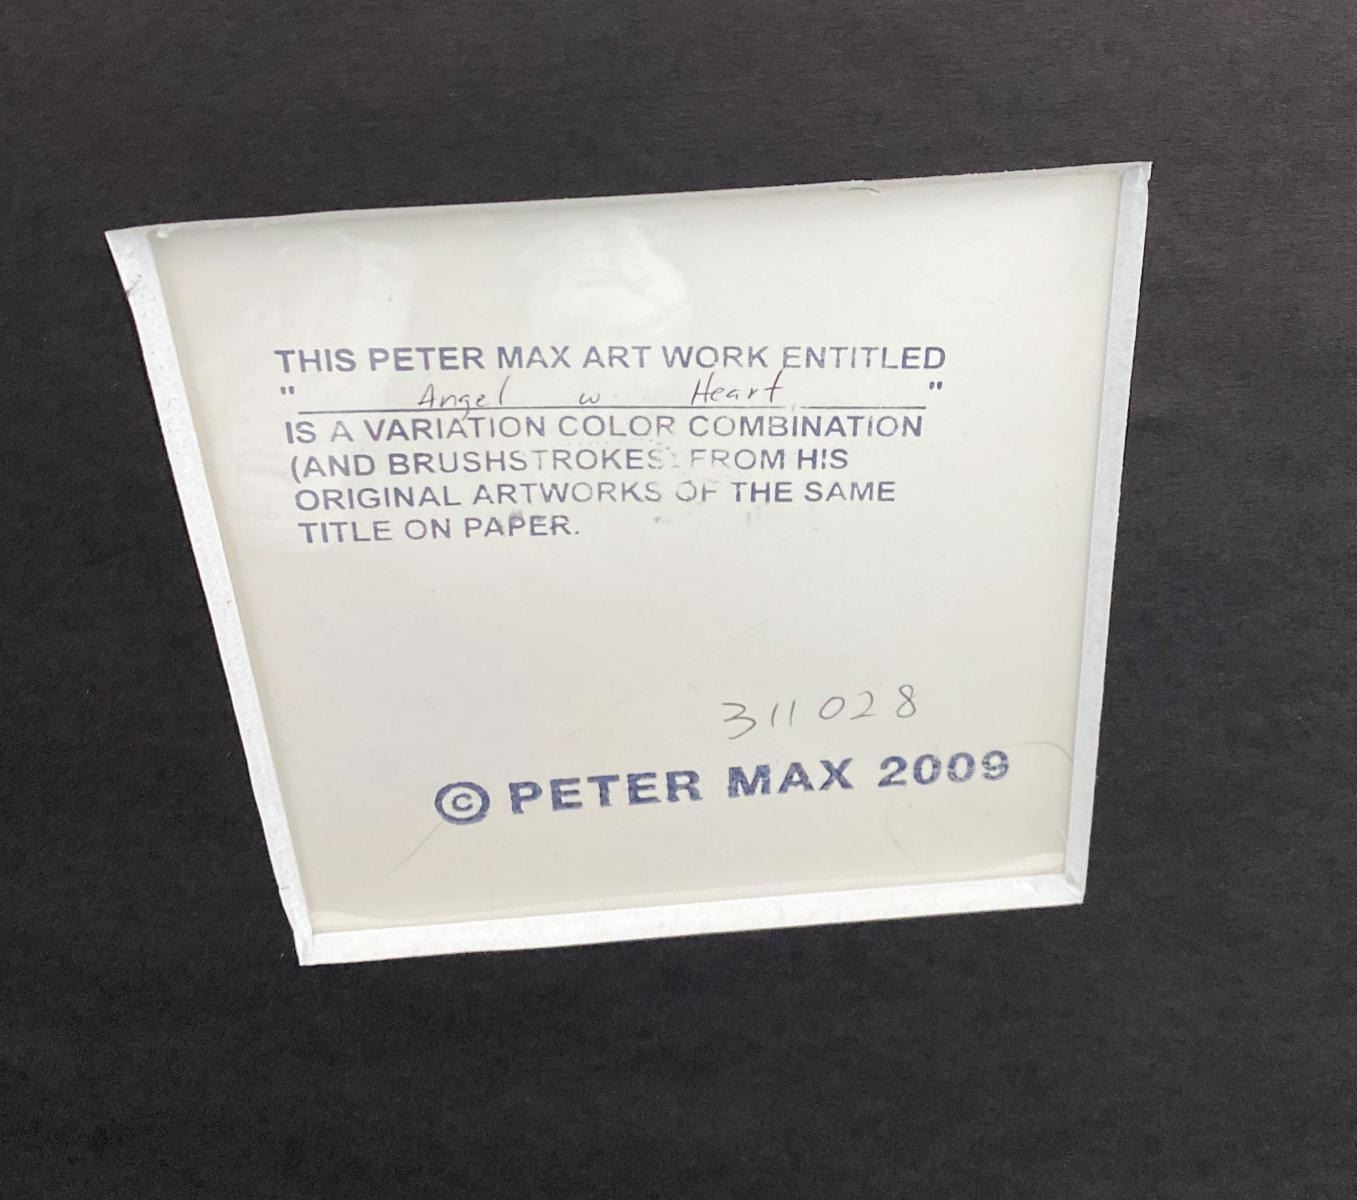 THIS PETER MAX ART WORK ENTITLED
" Angel w. Heart "
IS A VARIATION COLOR COMBINATION
(AND BRUSHSTROKES) FROM HIS
ORIGINAL ARTWORKS OF THE SAME
TITLE ON PAPER.
311028
© PETER MAX 2009